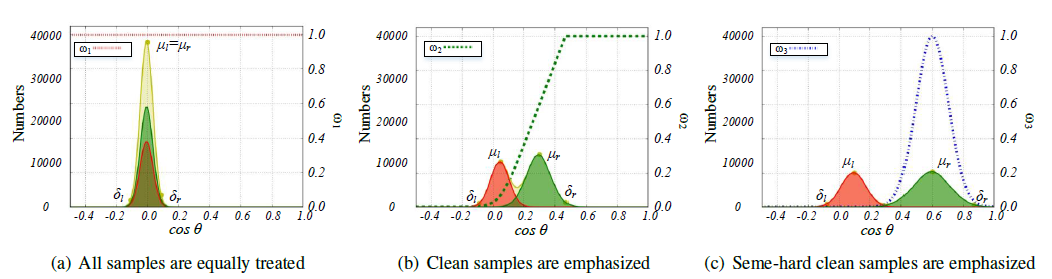 40000
30000
20000
10000
0
Numbers
ω₁
μl=μr
δl
δr
1.0
0.8
0.6
0.4
0.2
ω₁
-0.4 -0.2 0.0 0.2 0.4 0.6 0.8 1.0
cos θ
(a) All samples are equally treated
40000
30000
20000
10000
0
Numbers
ω₂
μl
μr
δl
δr
1.0
0.8
0.6
0.4
0.2
ω₂
-0.4 -0.2 0.0 0.2 0.4 0.6 0.8 1.0
cos θ
(b) Clean samples are emphasized
40000
30000
20000
10000
0
Numbers
ω₃
μl
μr
δl
δr
1.0
0.8
0.6
0.4
0.2
ω₃
-0.4 -0.2 0.0 0.2 0.4 0.6 0.8 1.0
cos θ
(c) Seme-hard clean samples are emphasized